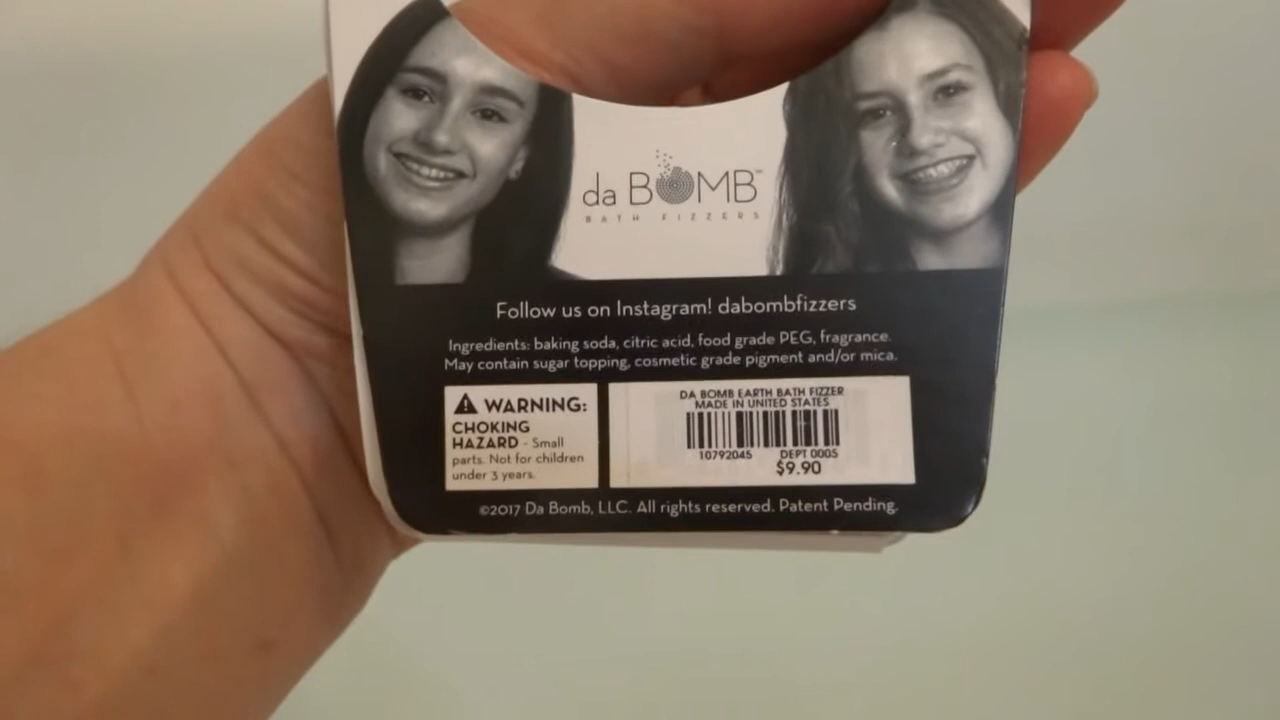 da BOMB™
BATH FIZZERS
Follow us on Instagram! dabombfizzers
Ingredients: baking soda, citric acid, food grade PEG, fragrance.
May contain sugar topping, cosmetic grade pigment and/or mica.
WARNING:
CHOKING
HAZARD - Small
parts. Not for children
under 3 years.
DA BOMB EARTH BATH FIZZER
MADE IN UNITED STATES
10792045 DEPT 0005
$9.90
©2017 Da Bomb, LLC. All rights reserved. Patent Pending.